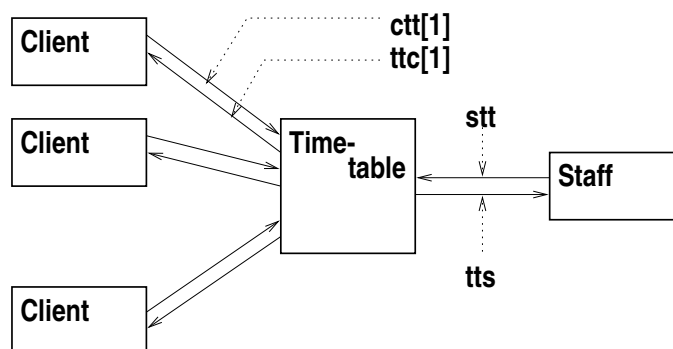 Client
ctt[1]
ttc[1]
Client
Time-
table
stt
Staff
tts
Client